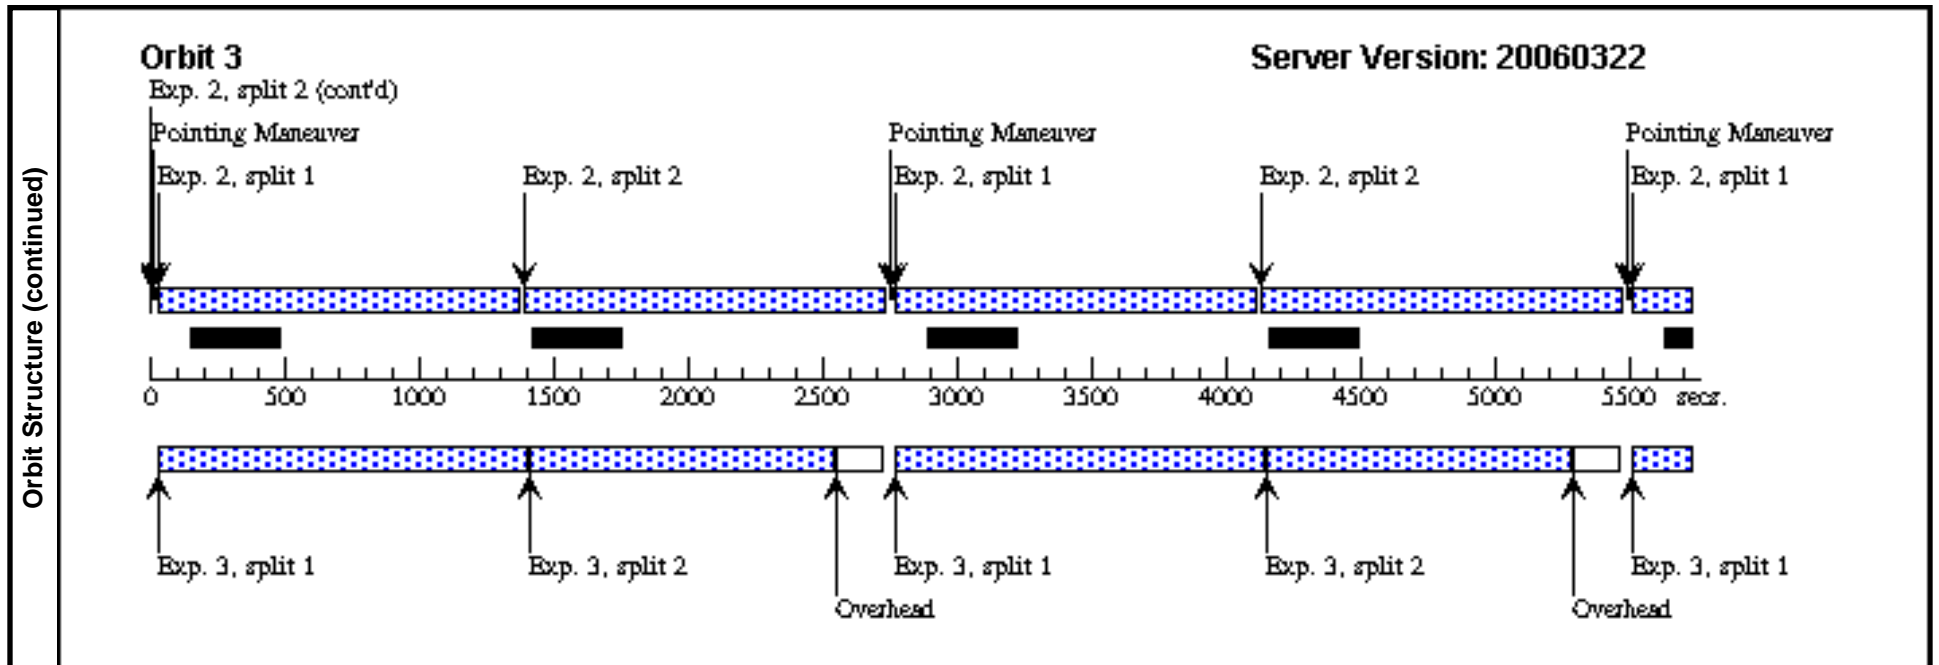 Orbit Structure (continued)
Orbit 3
Server Version: 20060322
Exp. 2, split 2 (cont'd)
Pointing Maneuver
Pointing Maneuver
Pointing Maneuver
Exp. 2, split 1
Exp. 2, split 2
Exp. 2, split 1
Exp. 2, split 2
Exp. 2, split 1
0 500 1000 1500 2000 2500 3000 3500 4000 4500 5000 5500 secs.
Exp. 3, split 1
Exp. 3, split 2
Exp. 3, split 1
Exp. 3, split 2
Exp. 3, split 1
Overhead
Overhead